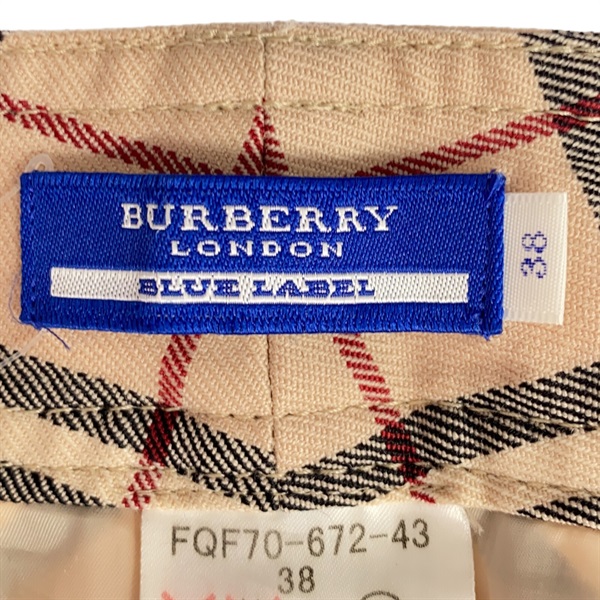 BURBERRY
LONDON
BLUE LABEL
38
FQF70-672-43
38